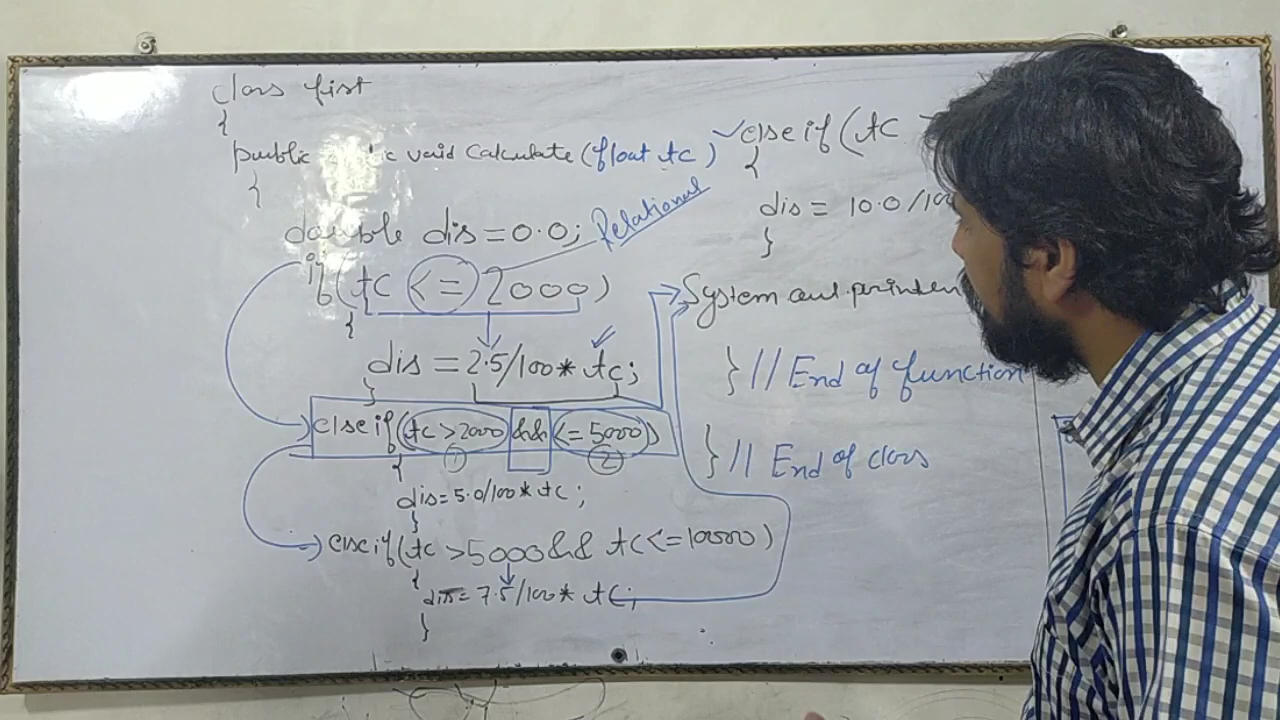 class first
{
public void Calculate (float tc)
{
double dis = 0.0;
Relational
if (tc <= 2000)
{
dis = 2.5/100 * tc;
}
else if (tc > 2000 && <= 5000)
① ②
{
dis = 5.0/100 * tc;
}
else if (tc > 5000 && tc <= 10000)
{
dis = 7.5/100 * tc;
}
else if (tc
{
dis = 10.0/100
}
System out println
} // End of function
} // End of class